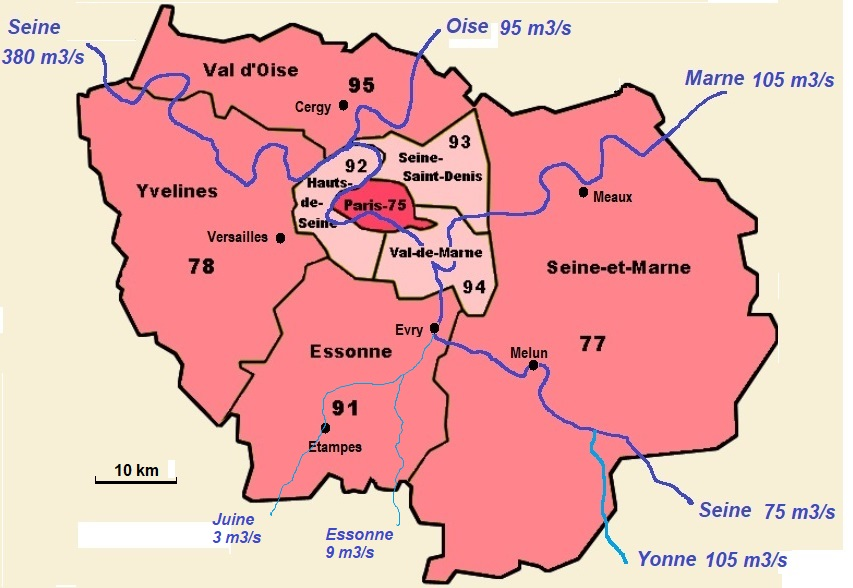 Seine
380 m3/s
Oise 95 m3/s
Marne 105 m3/s
Val d'Oise
95
Cergy
93
Seine-
Saint-Denis
92
Hauts-
de-
Seine
Paris-75
Meaux
Yvelines
Versailles
78
Val-de-Marne
94
Seine-et-Marne
77
Evry
Melun
Essonne
91
Etampes
10 km
Juine
3 m3/s
Essonne
9 m3/s
Seine 75 m3/s
Yonne 105 m3/s